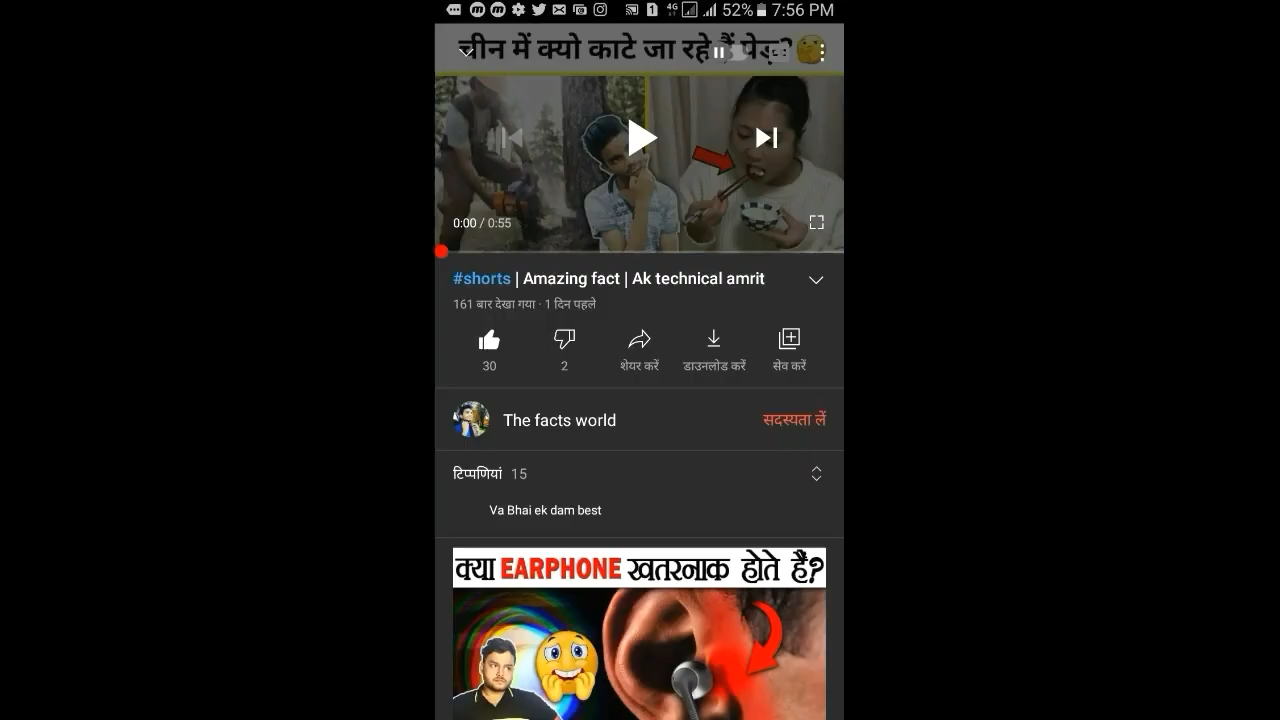 52% 7:56 PM
चीन में क्यो काटे जा रहे हैं पेड़?
0:00 / 0:55
#shorts | Amazing fact | Ak technical amrit
161 बार देखा गया · 1 दिन पहले
30 2 शेयर करें डाउनलोड करें सेव करें
The facts world सदस्यता लें
टिप्पणियां 15
Va Bhai ek dam best
क्या EARPHONE खतरनाक होते हैं?